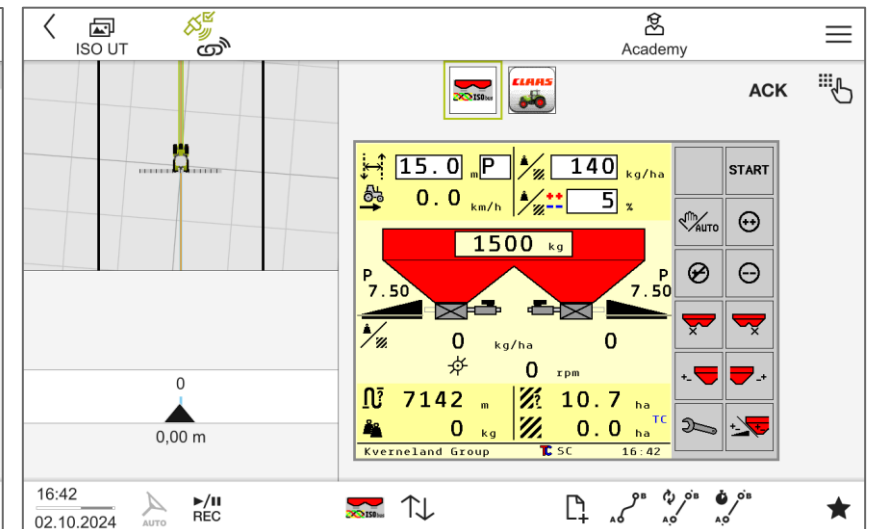 ISO UT
Academy
CLAAS
ISObus
ACK
15.0 m P 140 kg/ha
0.0 km/h 5 %
START
AUTO
1500 kg
P P
7.50 7.50
0 kg/ha 0
0 rpm
7142 m 10.7 ha
0 kg 0.0 ha TC
Kverneland Group TC SC 16:42
0
0,00 m
16:42
02.10.2024
AUTO
REC
ISObus
A B
A B
A B